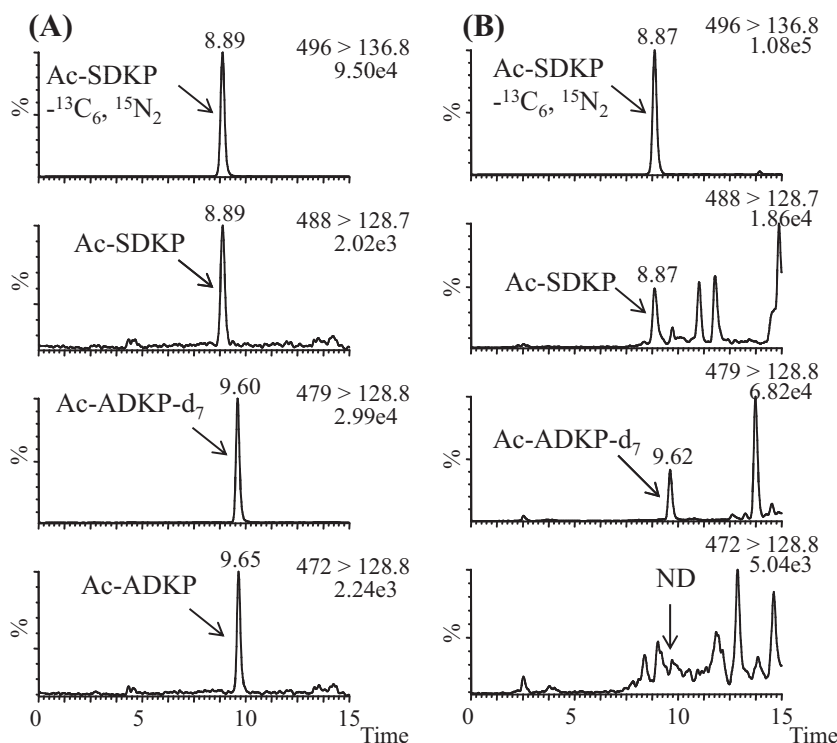 (A)
8.89
496 > 136.8
9.50e4
Ac-SDKP
-¹³C₆, ¹⁵N₂
%
8.89
488 > 128.7
2.02e3
Ac-SDKP
%
9.60
479 > 128.8
2.99e4
Ac-ADKP-d₇
%
9.65
472 > 128.8
2.24e3
Ac-ADKP
%
0 5 10 15
Time
(B)
8.87
496 > 136.8
1.08e5
Ac-SDKP
-¹³C₆, ¹⁵N₂
%
488 > 128.7
1.86e4
8.87
Ac-SDKP
%
479 > 128.8
6.82e4
Ac-ADKP-d₇
9.62
%
472 > 128.8
5.04e3
ND
%
0 5 10 15
Time